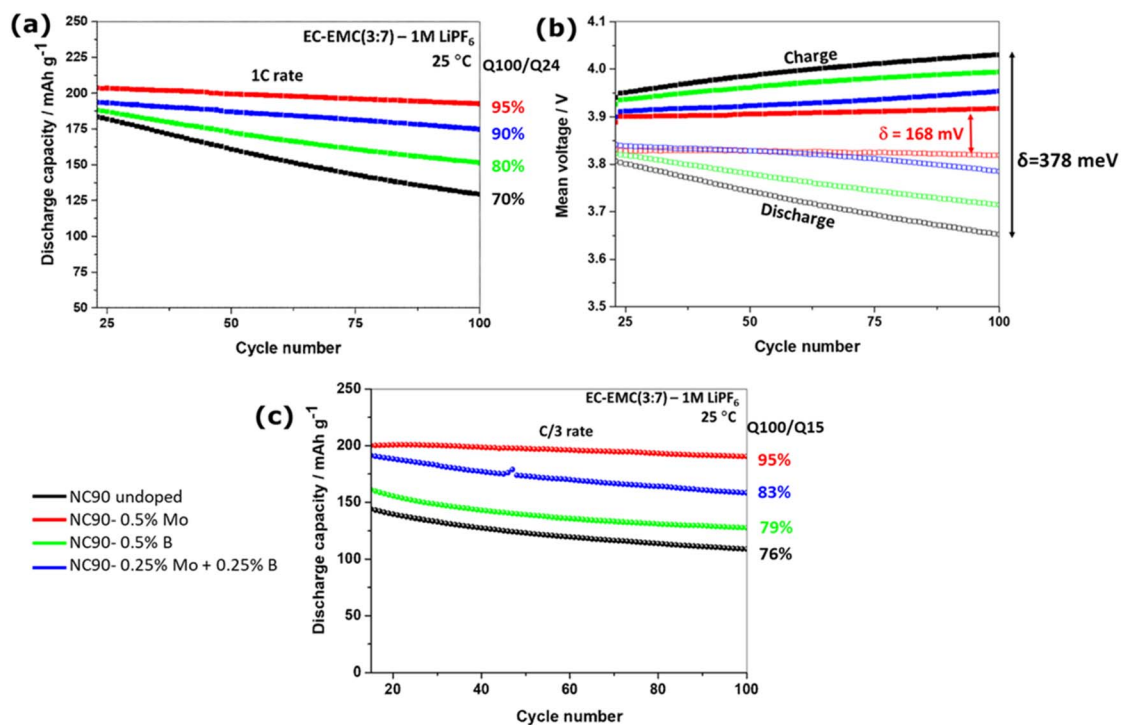 (a)
250
225
200
175
150
125
100
75
50
Discharge capacity / mAh g⁻¹
EC-EMC(3:7) – 1M LiPF₆
25 °C
1C rate
Q100/Q24
95%
90%
80%
70%
25
50
75
100
Cycle number
(b)
4.1
4.0
3.9
3.8
3.7
3.6
3.5
Mean voltage / V
Charge
δ = 168 mV
δ=378 meV
Discharge
25
50
75
100
Cycle number
(c)
250
200
150
100
50
0
Discharge capacity / mAh g⁻¹
EC-EMC(3:7) – 1M LiPF₆
25 °C
C/3 rate
Q100/Q15
95%
83%
79%
76%
20
40
60
80
100
Cycle number
NC90 undoped
NC90- 0.5% Mo
NC90- 0.5% B
NC90- 0.25% Mo + 0.25% B